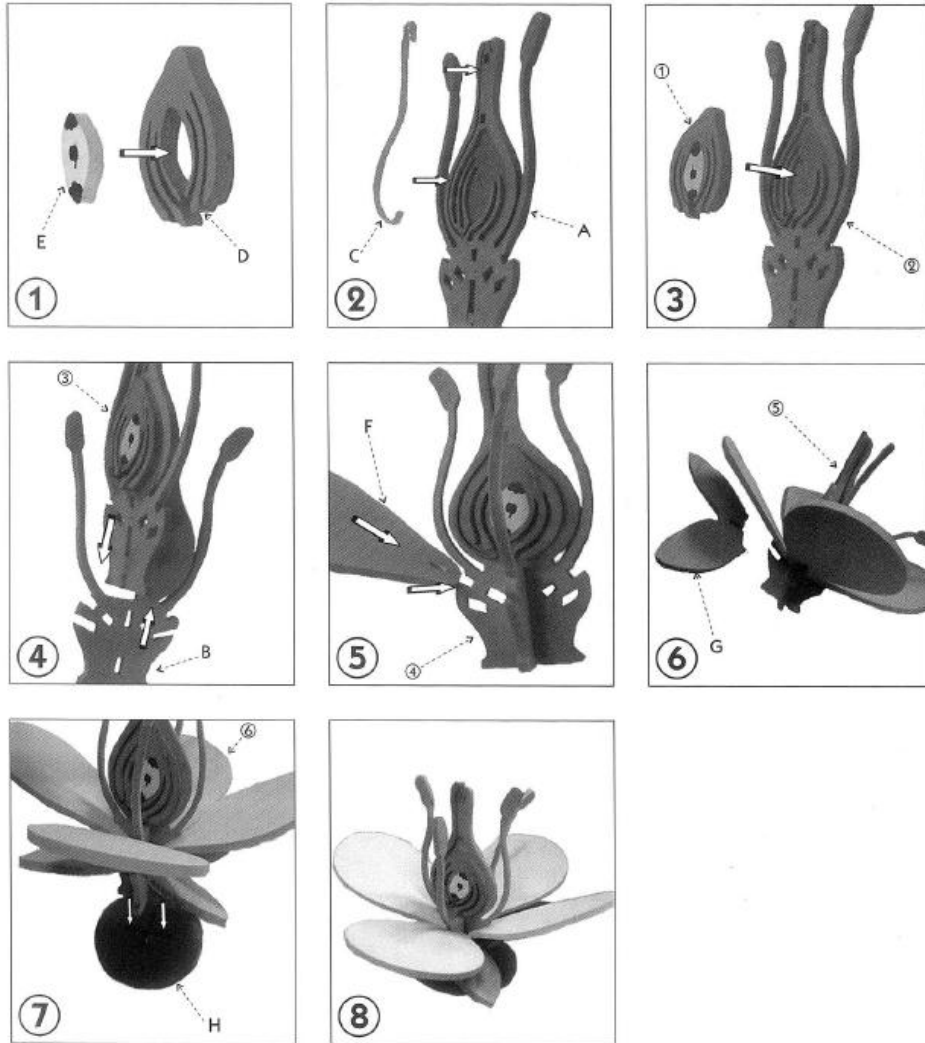 E
D
①
C
A
②
①
②
③
③
B
④
F
④
⑤
⑤
G
⑥
⑥
H
⑦
⑧